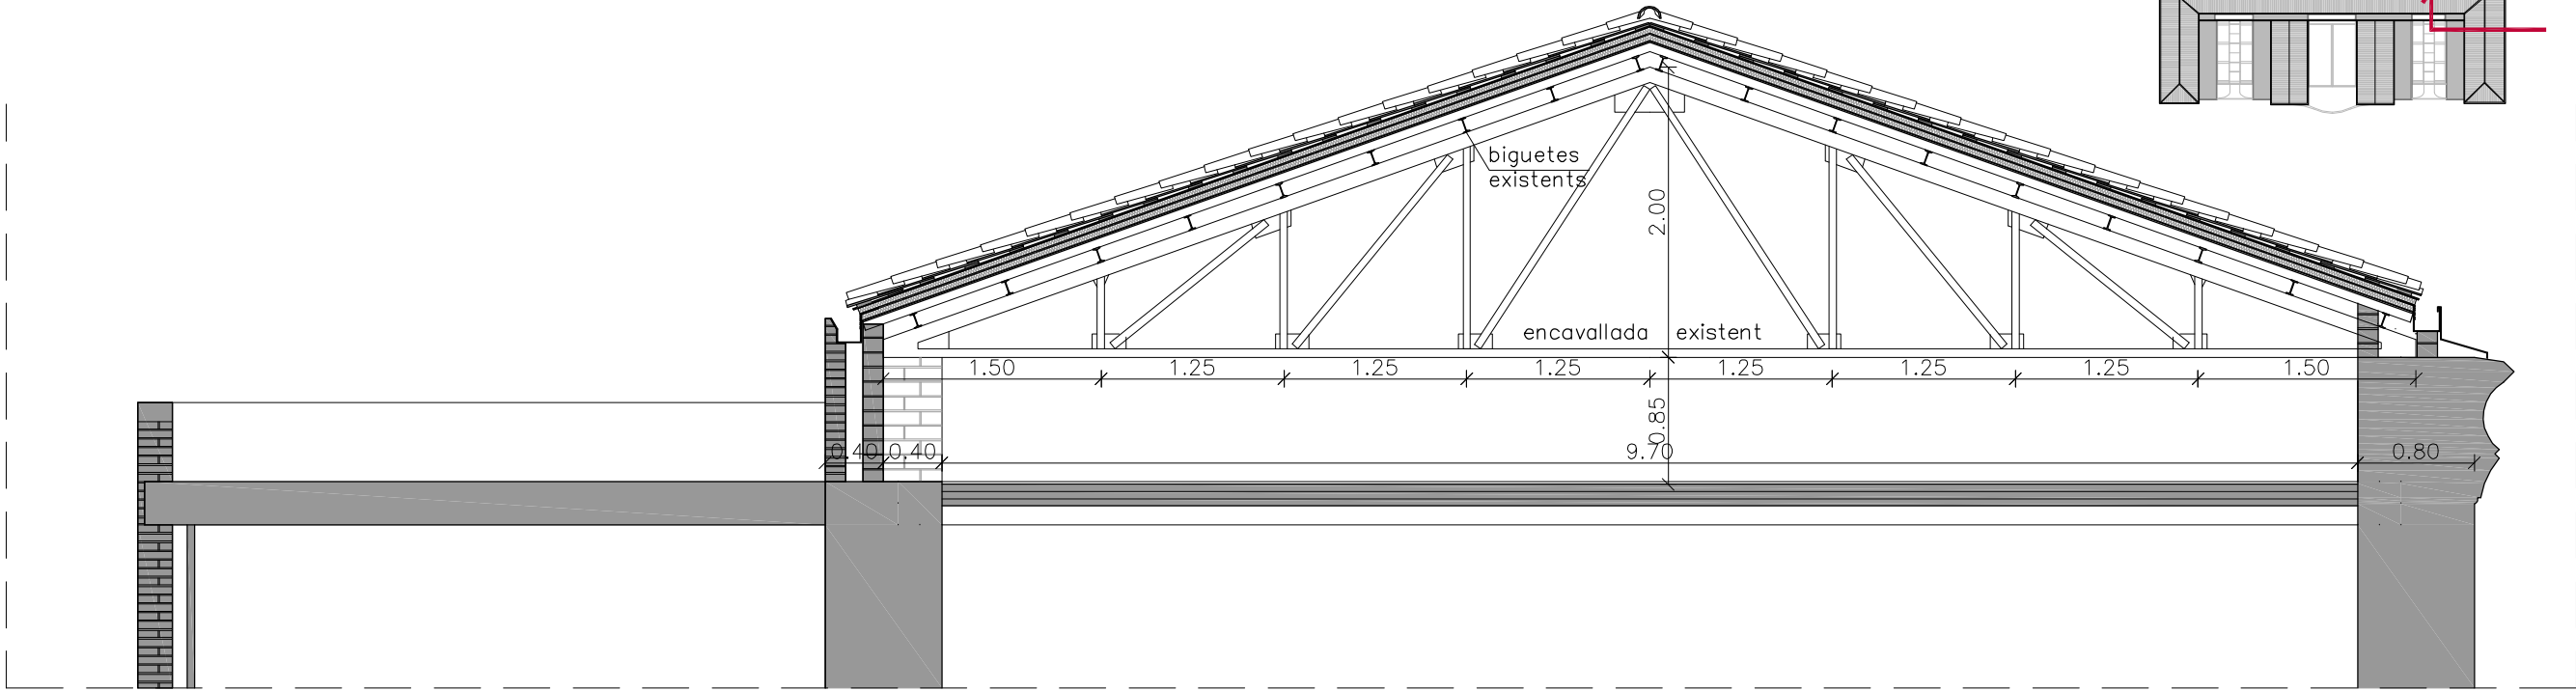 biguetes
existents
2.00
encavallada existent
1.50 1.25 1.25 1.25 1.25 1.25 1.25 1.50
0.85
0.40 0.40 9.70 0.80